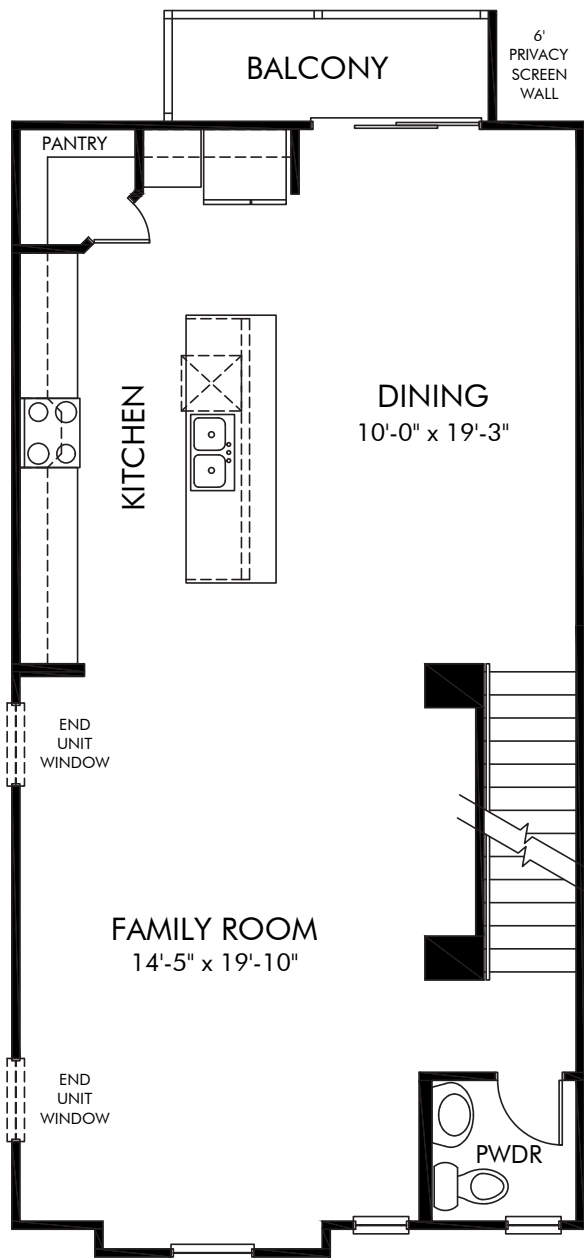 BALCONY
6'
PRIVACY
SCREEN
WALL
PANTRY
KITCHEN
DINING
10'-0" x 19'-3"
END
UNIT
WINDOW
FAMILY ROOM
14'-5" x 19'-10"
END
UNIT
WINDOW
PWDR